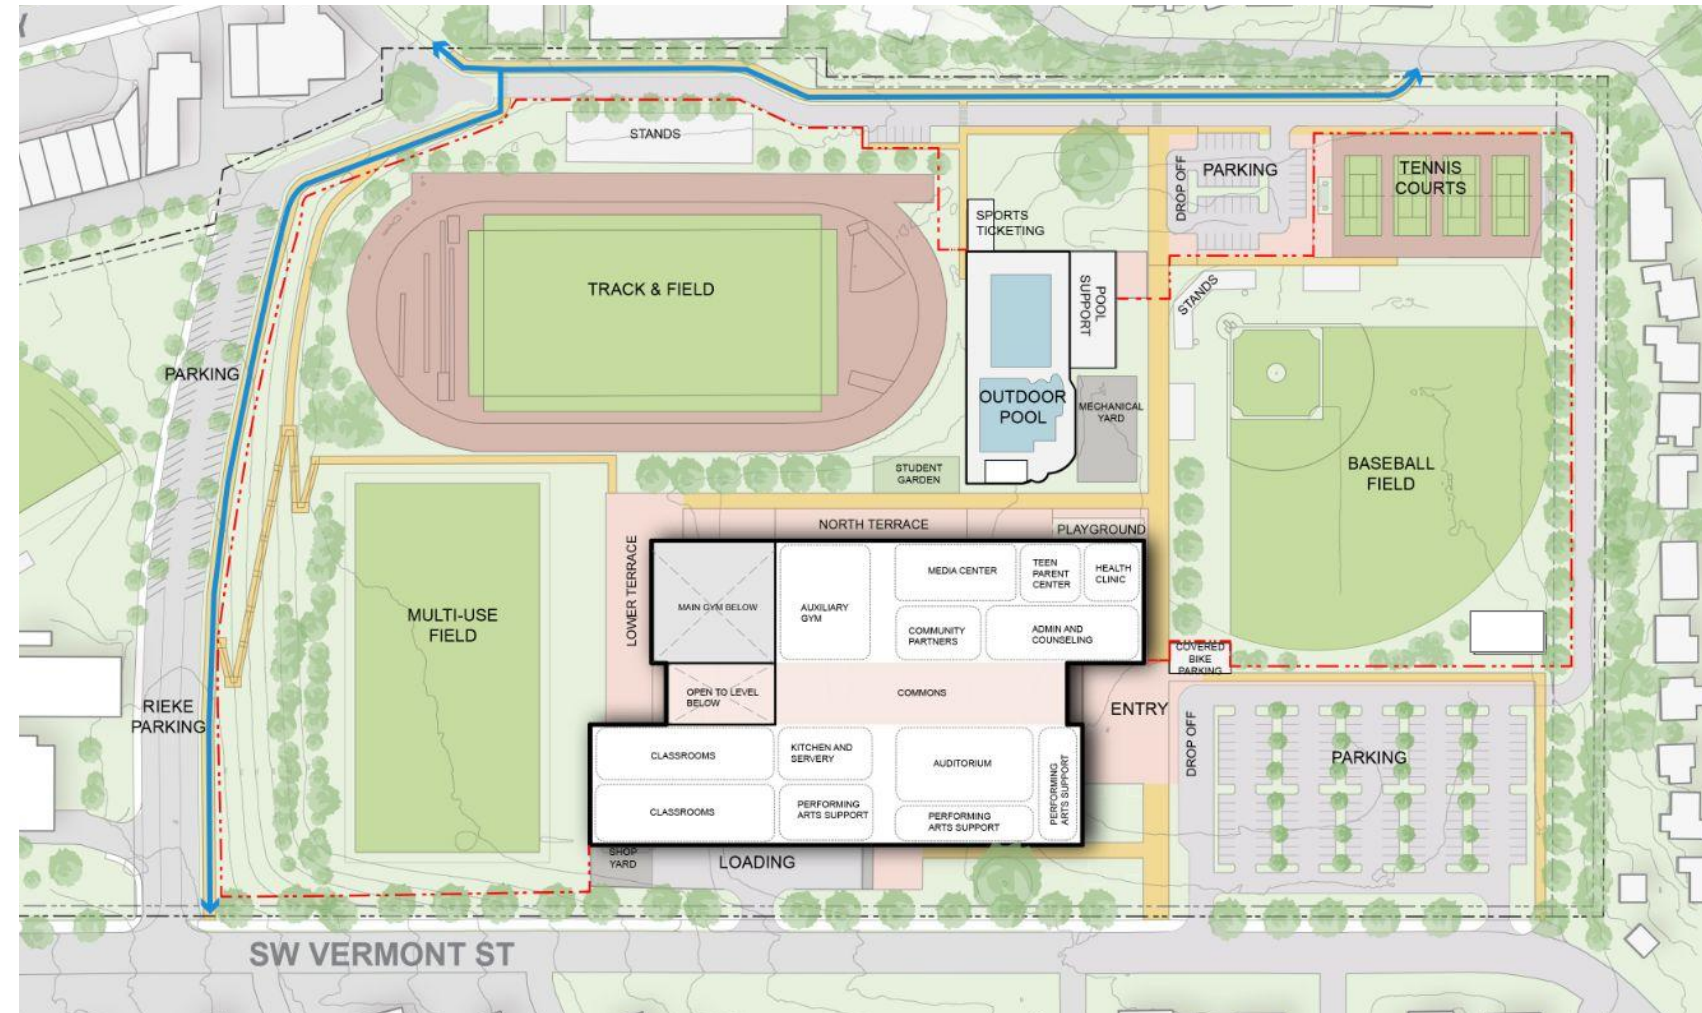 STANDS
PARKING
DROP OFF
TENNIS
COURTS
SPORTS
TICKETING
TRACK & FIELD
POOL
SUPPORT
STANDS
PARKING
OUTDOOR
POOL
MECHANICAL
YARD
BASEBALL
FIELD
STUDENT
GARDEN
NORTH TERRACE
PLAYGROUND
LOWER TERRACE
MULTI-USE
FIELD
MAIN GYM BELOW
AUXILIARY
GYM
MEDIA CENTER
TEEN
PARENT
CENTER
HEALTH
CLINIC
COMMUNITY
PARTNERS
ADMIN AND
COUNSELING
COVERED
BIKE
PARKING
OPEN TO LEVEL
BELOW
COMMONS
ENTRY
RIEKE
PARKING
CLASSROOMS
KITCHEN AND
SERVERY
AUDITORIUM
PERFORMING
ARTS SUPPORT
DROP OFF
PARKING
CLASSROOMS
PERFORMING
ARTS SUPPORT
PERFORMING
ARTS SUPPORT
SHOP
YARD
LOADING
SW VERMONT ST